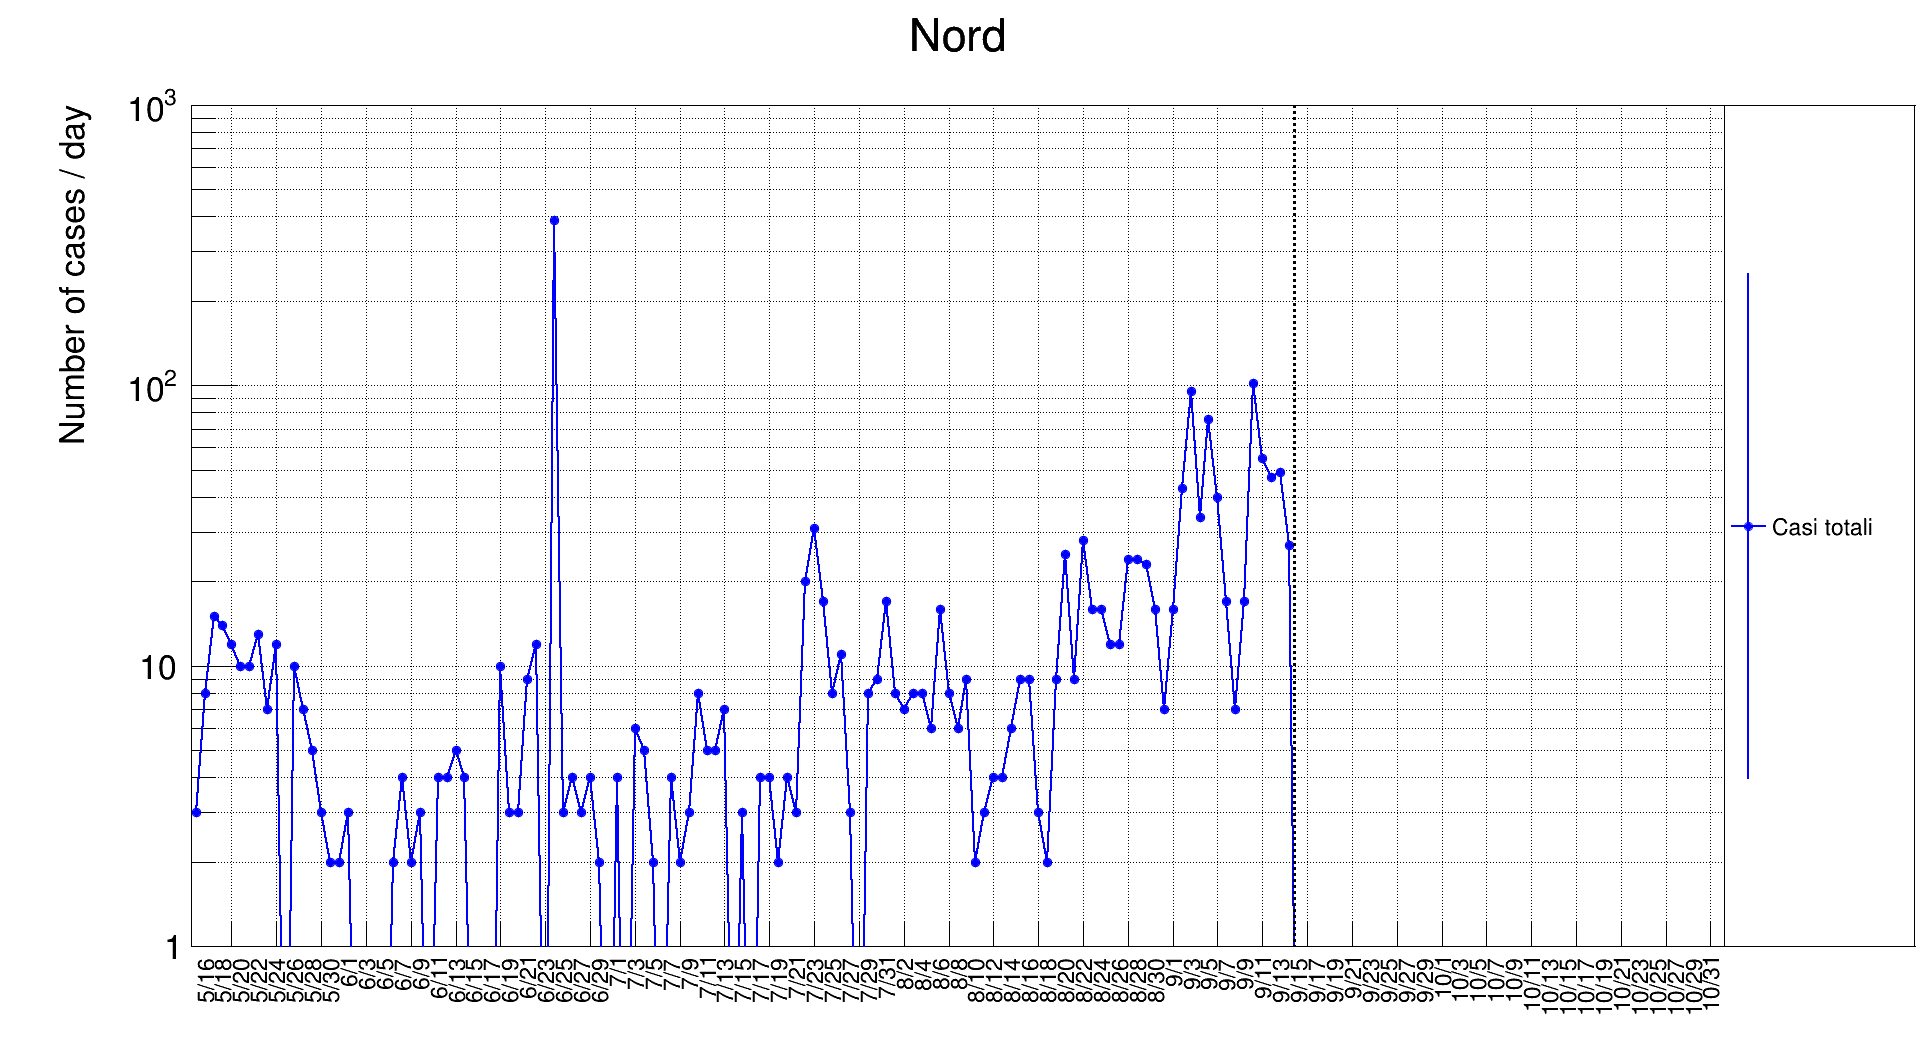 Nord
Number of cases / day
10³
10²
10
1
5/16 5/18 5/20 5/22 5/24 5/26 5/28 5/30 6/1 6/3 6/5 6/7 6/9 6/11 6/13 6/15 6/17 6/19 6/21 6/23 6/25 6/27 6/29 7/1 7/3 7/5 7/7 7/9 7/11 7/13 7/15 7/17 7/19 7/21 7/23 7/25 7/27 7/29 7/31 8/2 8/4 8/6 8/8 8/10 8/12 8/14 8/16 8/18 8/20 8/22 8/24 8/26 8/28 8/30 9/1 9/3 9/5 9/7 9/9 9/11 9/13 9/15 9/17 9/19 9/21 9/23 9/25 9/27 9/29 10/1 10/3 10/5 10/7 10/9 10/11 10/13 10/15 10/17 10/19 10/21 10/23 10/25 10/27 10/29 10/31
Casi totali